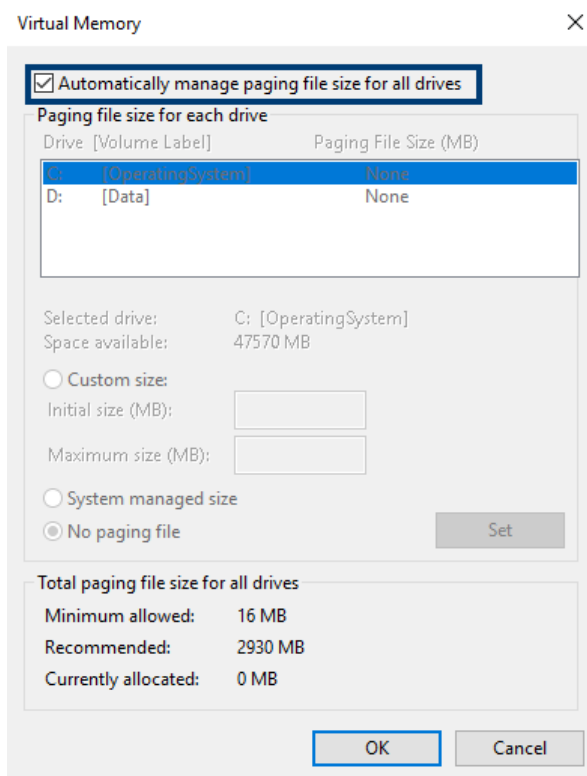 Virtual Memory
Automatically manage paging file size for all drives
Paging file size for each drive
Drive [Volume Label] Paging File Size (MB)
C: [OperatingSystem] None
D: [Data] None
Selected drive: C: [OperatingSystem]
Space available: 47570 MB
Custom size:
Initial size (MB):
Maximum size (MB):
System managed size
No paging file Set
Total paging file size for all drives
Minimum allowed: 16 MB
Recommended: 2930 MB
Currently allocated: 0 MB
OK Cancel